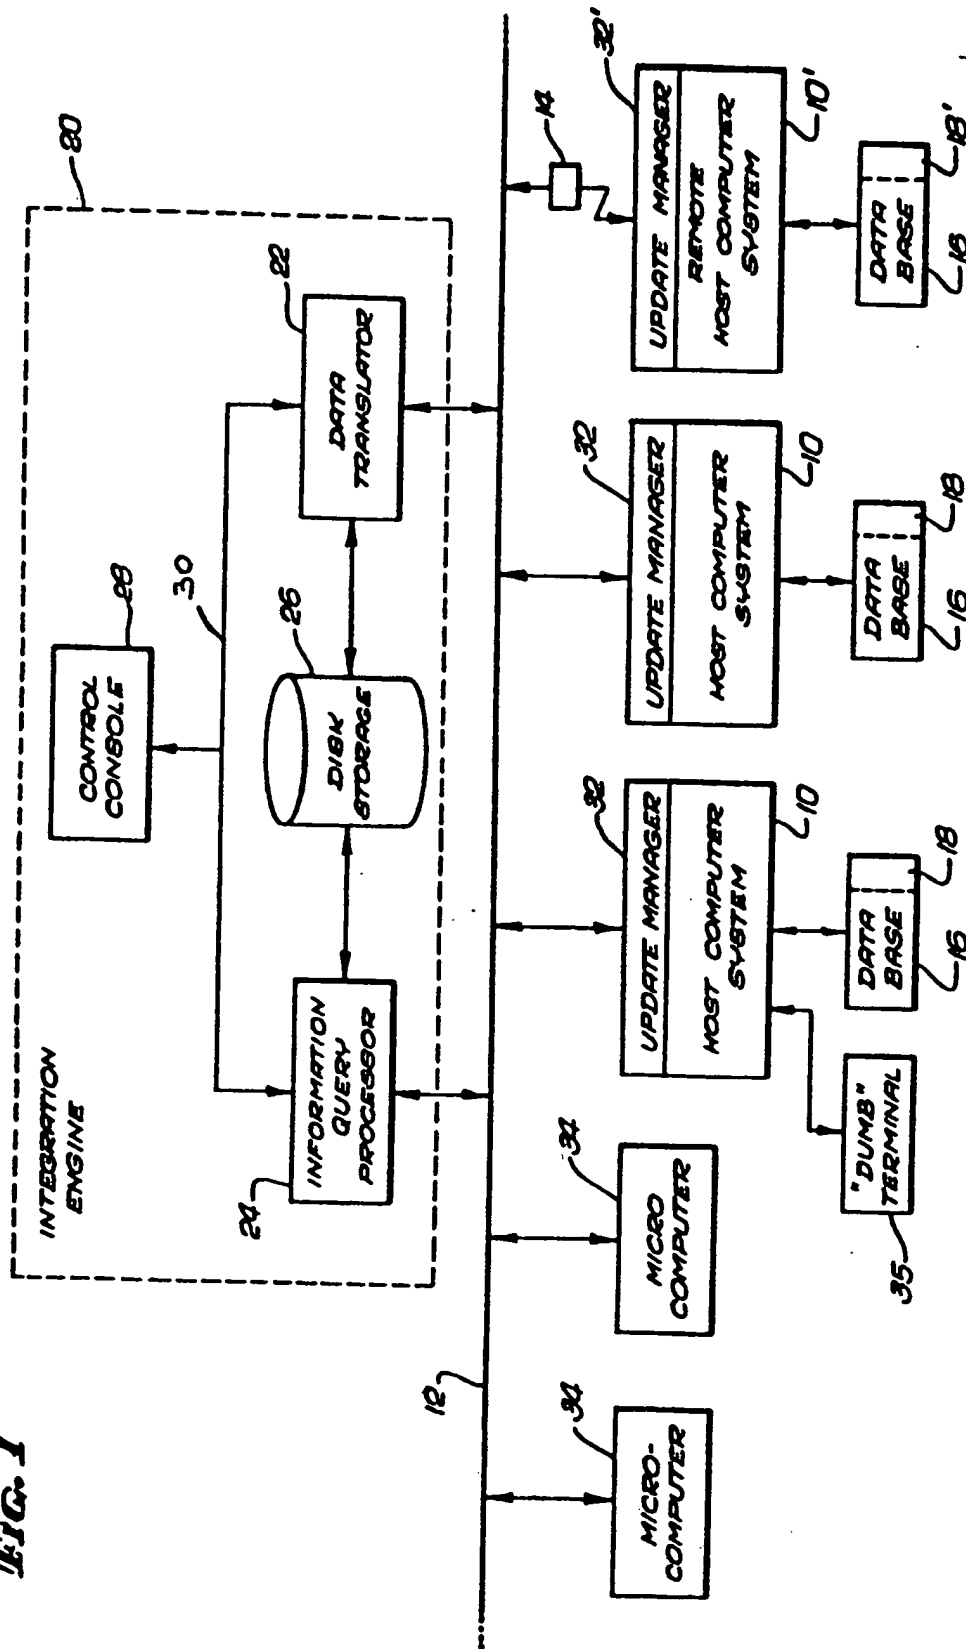 FIG. 1
INTEGRATION
ENGINE
20
CONTROL
CONSOLE
28
30
24
INFORMATION
QUERY
PROCESSOR
DISK
STORAGE
26
DATA
TRANSLATOR
22
12
14
MICRO-
COMPUTER
34
MICRO
COMPUTER
34
UPDATE MANAGER
HOST COMPUTER
SYSTEM
32
10
UPDATE MANAGER
HOST COMPUTER
SYSTEM
32
10
UPDATE MANAGER
REMOTE
HOST COMPUTER
SYSTEM
32'
10'
"DUMB"
TERMINAL
35
DATA
BASE
16
18
DATA
BASE
16
18
DATA
BASE
16
18'